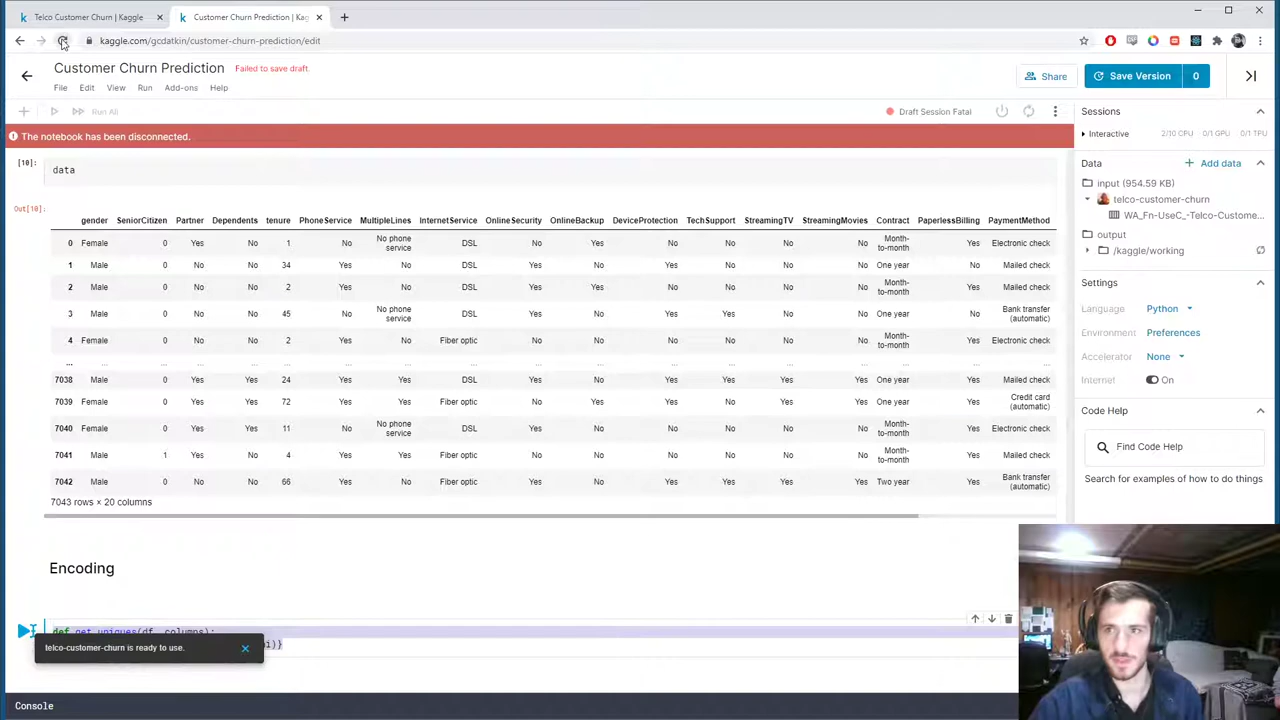 Telco Customer Churn | Kaggle
Customer Churn Prediction | Kag
kaggle.com/gcdatkin/customer-churn-prediction/edit
Customer Churn Prediction
Failed to save draft.
File Edit View Run Add-ons Help
Share
Save Version 0
Run All
Draft Session Fatal
The notebook has been disconnected.
[10]:
data
Out[10]:
gender SeniorCitizen Partner Dependents tenure PhoneService MultipleLines InternetService OnlineSecurity OnlineBackup DeviceProtection TechSupport StreamingTV StreamingMovies Contract PaperlessBilling PaymentMethod
0 Female 0 Yes No 1 No No phone service DSL No Yes No No No No Month-to-month Yes Electronic check
1 Male 0 No No 34 Yes No DSL Yes No Yes No No No One year No Mailed check
2 Male 0 No No 2 Yes No DSL Yes Yes No No No No Month-to-month Yes Mailed check
3 Male 0 No No 45 No No phone service DSL Yes No Yes Yes No No One year No Bank transfer (automatic)
4 Female 0 No No 2 Yes No Fiber optic No No No No No No Month-to-month Yes Electronic check
... ... ... ... ... ... ... ... ... ... ... ... ... ... ... ... ... ...
7038 Male 0 Yes Yes 24 Yes Yes DSL Yes No Yes Yes Yes Yes One year Yes Mailed check
7039 Female 0 Yes Yes 72 Yes Yes Fiber optic No Yes Yes No Yes Yes One year Yes Credit card (automatic)
7040 Female 0 Yes Yes 11 No No phone service DSL Yes No No No No No Month-to-month Yes Electronic check
7041 Male 1 Yes No 4 Yes Yes Fiber optic No No No No No No Month-to-month Yes Mailed check
7042 Male 0 No No 66 Yes No Fiber optic Yes No Yes Yes Yes Yes Two year Yes Bank transfer (automatic)
7043 rows × 20 columns
Encoding
def get_uniques(df, columns):
telco-customer-churn is ready to use.
Console
Sessions
Interactive 2/10 CPU 0/1 GPU 0/1 TPU
Data
Add data
input (954.59 KB)
telco-customer-churn
WA_Fn-UseC_-Telco-Custome...
output
/kaggle/working
Settings
Language Python
Environment Preferences
Accelerator None
Internet On
Code Help
Find Code Help
Search for examples of how to do things